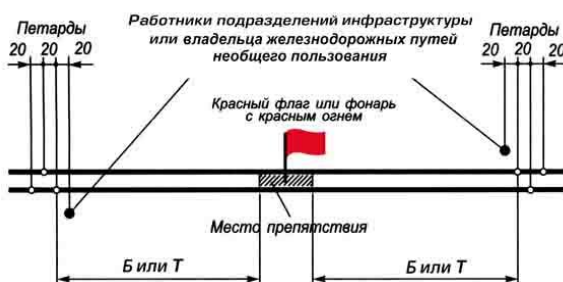 Петарды
20 20 20
Работники подразделений инфраструктуры
или владельца железнодорожных путей
необщего пользования
Петарды
20 20 20
Красный флаг или фонарь
с красным огнем
Место препятствия
Б или Т
Б или Т